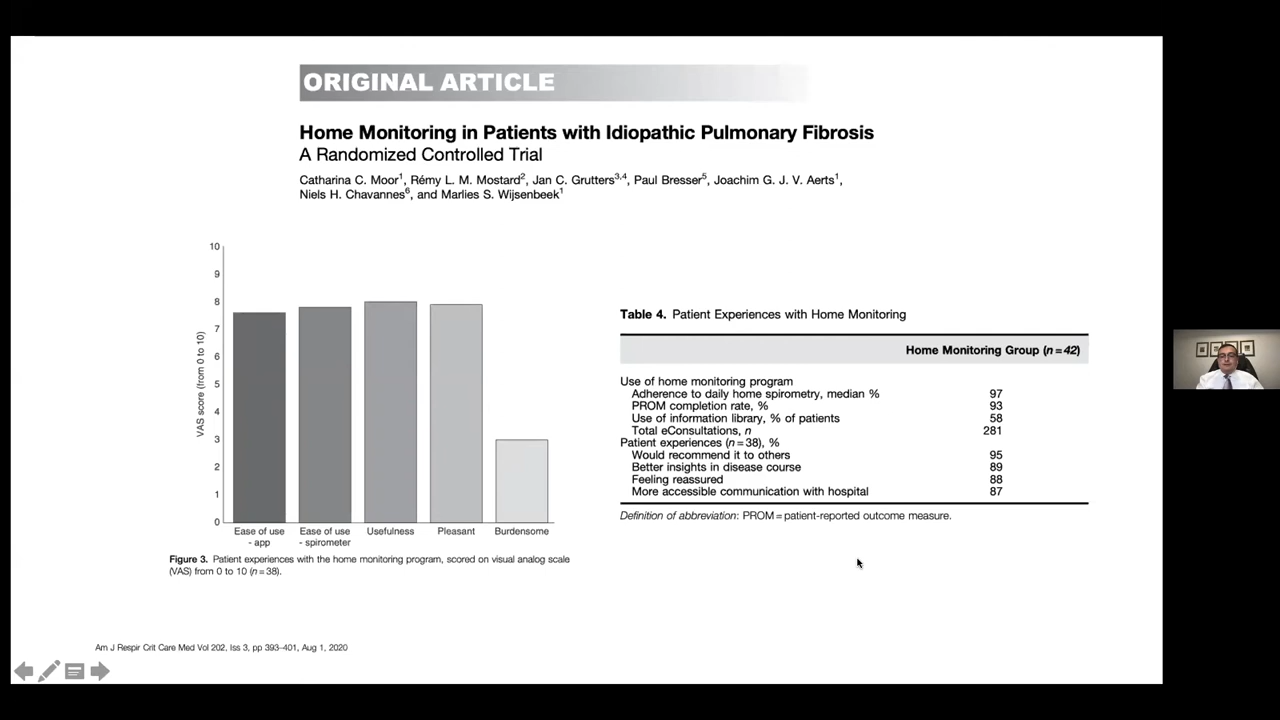 ORIGINAL ARTICLE
Home Monitoring in Patients with Idiopathic Pulmonary Fibrosis
A Randomized Controlled Trial
Catharina C. Moor1, Rémy L. M. Mostard2, Jan C. Grutters3,4, Paul Bresser5, Joachim G. J. V. Aerts1,
Niels H. Chavannes6, and Marlies S. Wijsenbeek1
VAS score (from 0 to 10)
10
9
8
7
6
5
4
3
2
1
0
Ease of use - app
Ease of use - spirometer
Usefulness
Pleasant
Burdensome
Figure 3. Patient experiences with the home monitoring program, scored on visual analog scale
(VAS) from 0 to 10 (n = 38).
Table 4. Patient Experiences with Home Monitoring
Home Monitoring Group (n = 42)
Use of home monitoring program
Adherence to daily home spirometry, median % 97
PROM completion rate, % 93
Use of information library, % of patients 58
Total eConsultations, n 281
Patient experiences (n = 38), %
Would recommend it to others 95
Better insights in disease course 89
Feeling reassured 88
More accessible communication with hospital 87
Definition of abbreviation: PROM = patient-reported outcome measure.
Am J Respir Crit Care Med Vol 202, Iss 3, pp 393–401, Aug 1, 2020